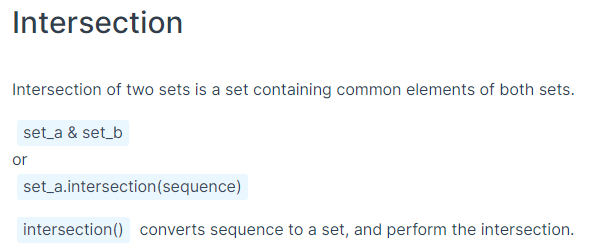 Intersection
Intersection of two sets is a set containing common elements of both sets.
set_a & set_b
or
set_a.intersection(sequence)
intersection() converts sequence to a set, and perform the intersection.